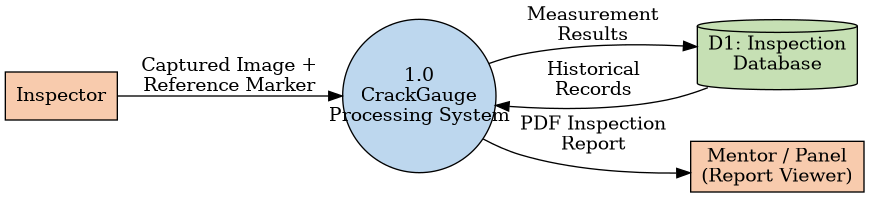 Inspector
Captured Image +
Reference Marker
1.0
CrackGauge
Processing System
Measurement
Results
Historical
Records
PDF Inspection
Report
D1: Inspection
Database
Mentor / Panel
(Report Viewer)